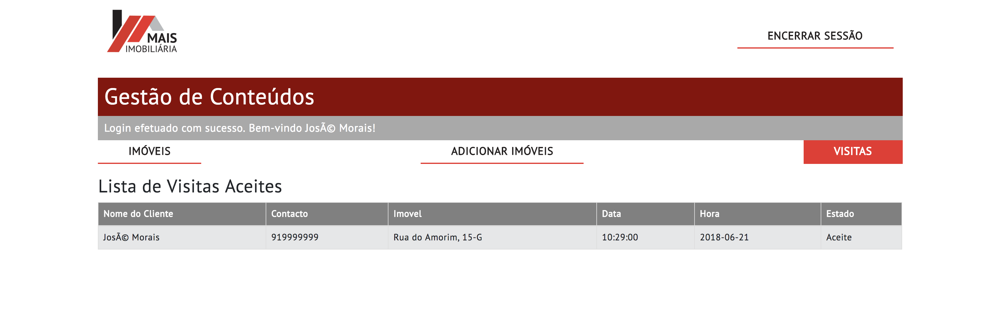 MAIS
IMOBILIÁRIA
ENCERRAR SESSÃO
Gestão de Conteúdos
Login efetuado com sucesso. Bem-vindo JosÃ© Morais!
IMÓVEIS ADICIONAR IMÓVEIS VISITAS
Lista de Visitas Aceites
Nome do Cliente Contacto Imovel Data Hora Estado
JosÃ© Morais 919999999 Rua do Amorim, 15-G 10:29:00 2018-06-21 Aceite